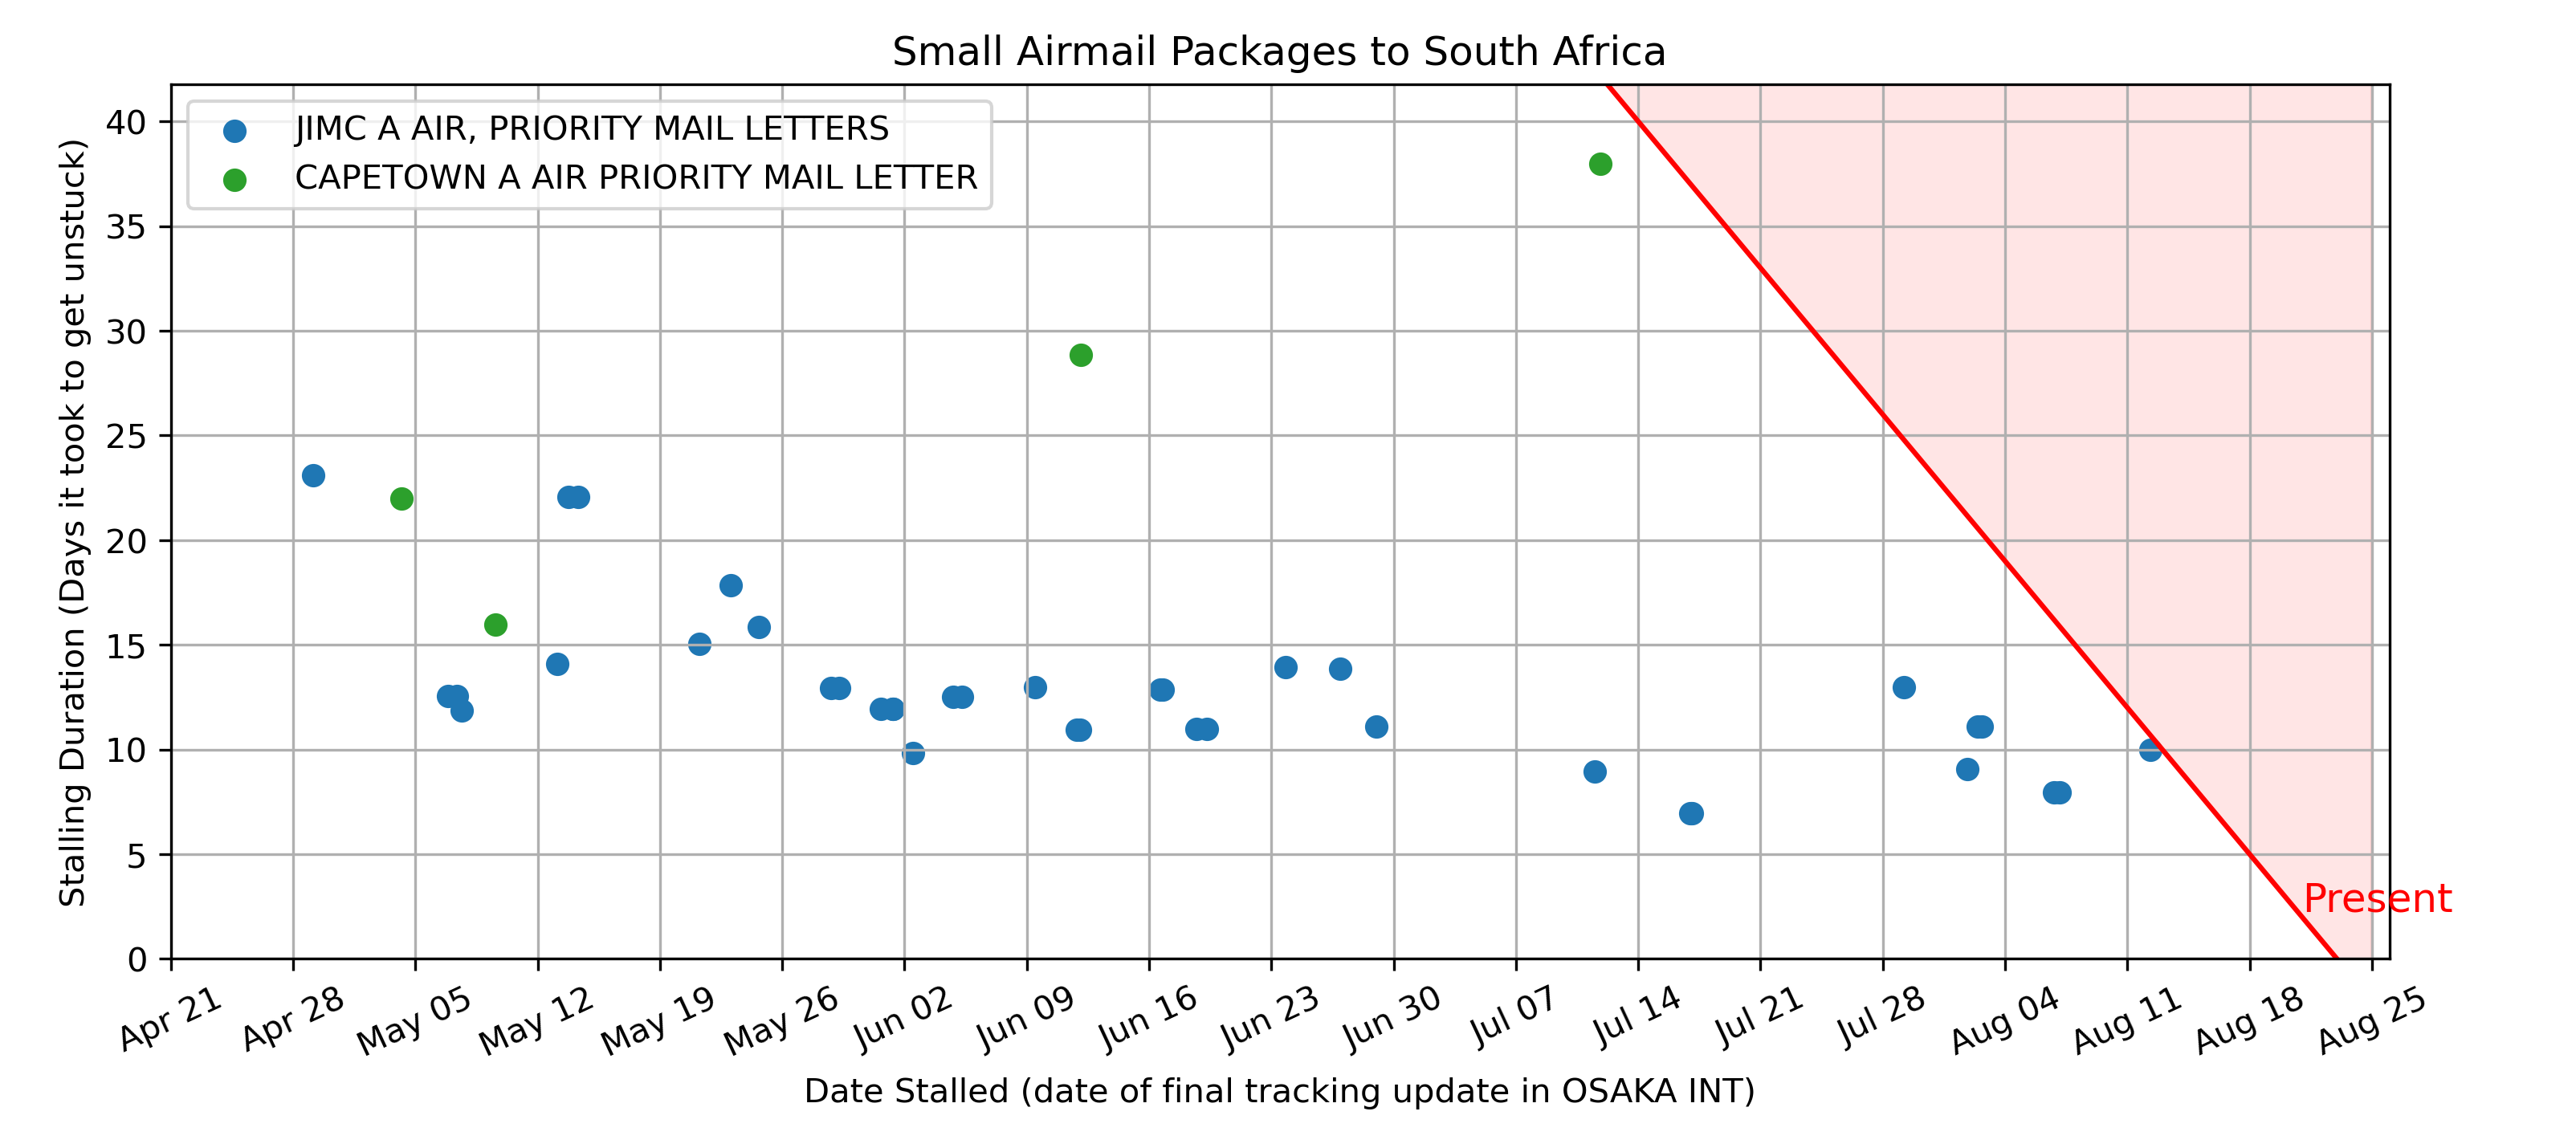 Small Airmail Packages to South Africa
JIMC A AIR, PRIORITY MAIL LETTERS
CAPETOWN A AIR PRIORITY MAIL LETTER
Stalling Duration (Days it took to get unstuck)
40
35
30
25
20
15
10
5
0
Present
Apr 21
Apr 28
May 05
May 12
May 19
May 26
Jun 02
Jun 09
Jun 16
Jun 23
Jun 30
Jul 07
Jul 14
Jul 21
Jul 28
Aug 04
Aug 11
Aug 18
Aug 25
Date Stalled (date of final tracking update in OSAKA INT)